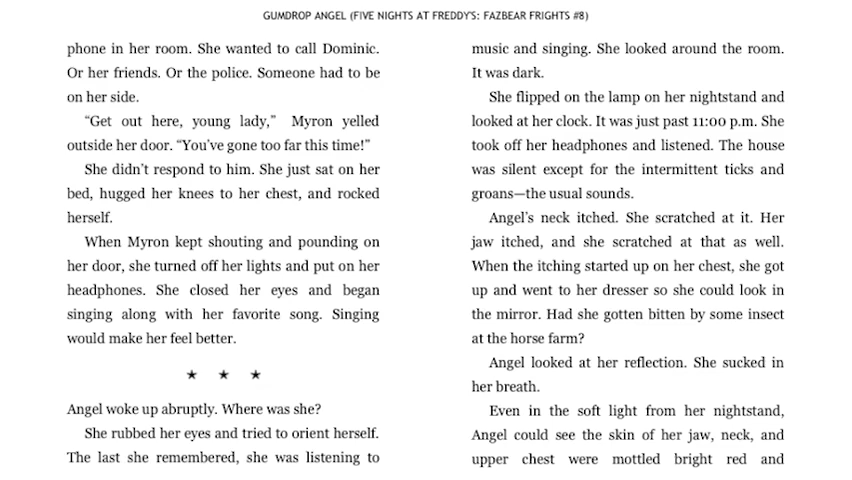 GUMDROP ANGEL (FIVE NIGHTS AT FREDDY'S: FAZBEAR FRIGHTS #8)
phone in her room. She wanted to call Dominic.
Or her friends. Or the police. Someone had to be
on her side.
“Get out here, young lady,” Myron yelled
outside her door. “You’ve gone too far this time!”
She didn’t respond to him. She just sat on her
bed, hugged her knees to her chest, and rocked
herself.
When Myron kept shouting and pounding on
her door, she turned off her lights and put on her
headphones. She closed her eyes and began
singing along with her favorite song. Singing
would make her feel better.
★ ★ ★
Angel woke up abruptly. Where was she?
She rubbed her eyes and tried to orient herself.
The last she remembered, she was listening to
music and singing. She looked around the room.
It was dark.
She flipped on the lamp on her nightstand and
looked at her clock. It was just past 11:00 p.m. She
took off her headphones and listened. The house
was silent except for the intermittent ticks and
groans—the usual sounds.
Angel’s neck itched. She scratched at it. Her
jaw itched, and she scratched at that as well.
When the itching started up on her chest, she got
up and went to her dresser so she could look in
the mirror. Had she gotten bitten by some insect
at the horse farm?
Angel looked at her reflection. She sucked in
her breath.
Even in the soft light from her nightstand,
Angel could see the skin of her jaw, neck, and
upper chest were mottled bright red and